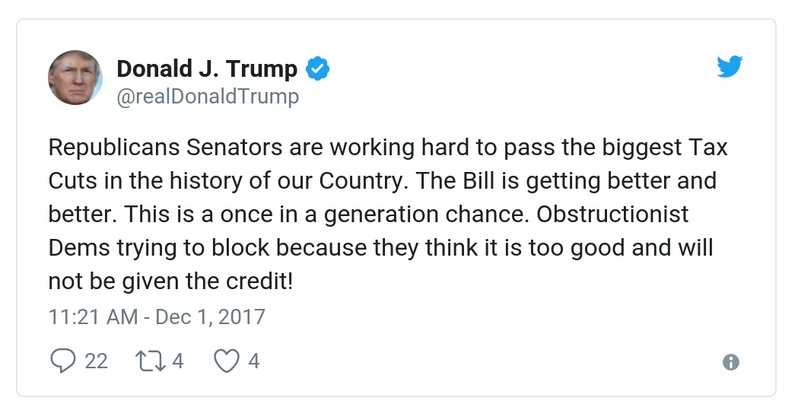 Donald J. Trump
@realDonaldTrump
Republicans Senators are working hard to pass the biggest Tax
Cuts in the history of our Country. The Bill is getting better and
better. This is a once in a generation chance. Obstructionist
Dems trying to block because they think it is too good and will
not be given the credit!
11:21 AM - Dec 1, 2017
22 4 4